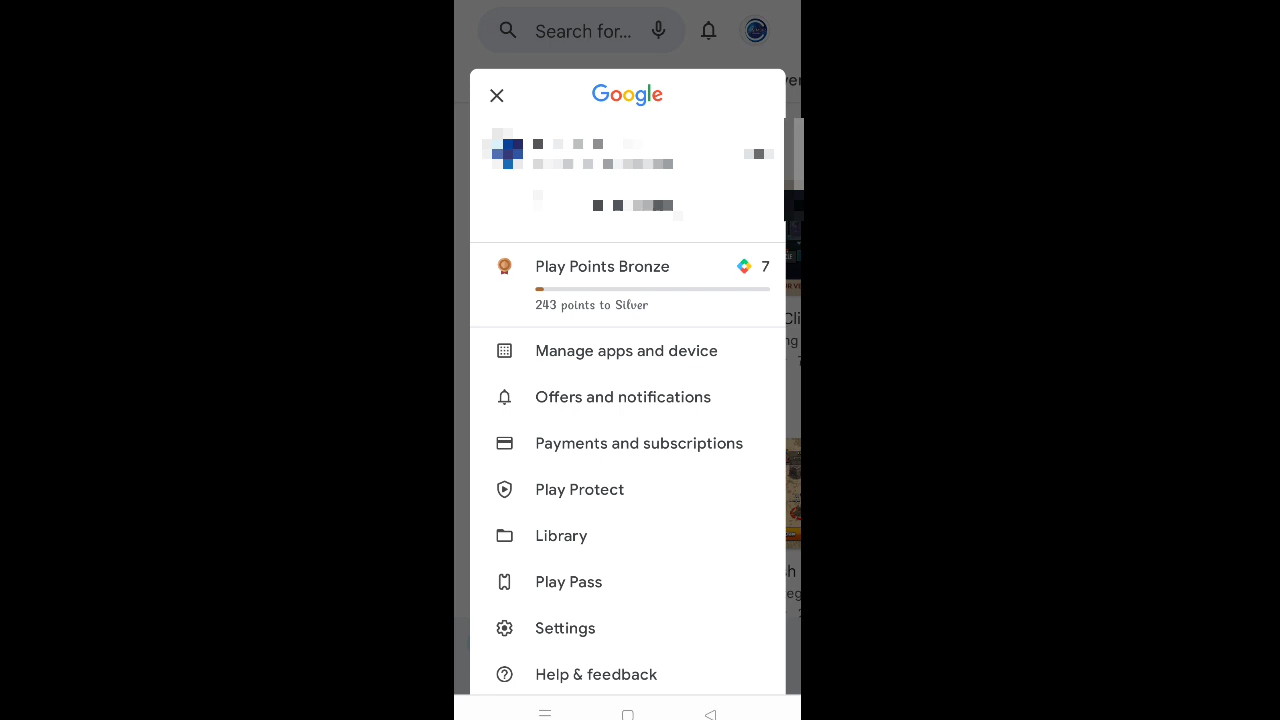 Search for...
Google
Play Points Bronze 7
243 points to Silver
Manage apps and device
Offers and notifications
Payments and subscriptions
Play Protect
Library
Play Pass
Settings
Help & feedback